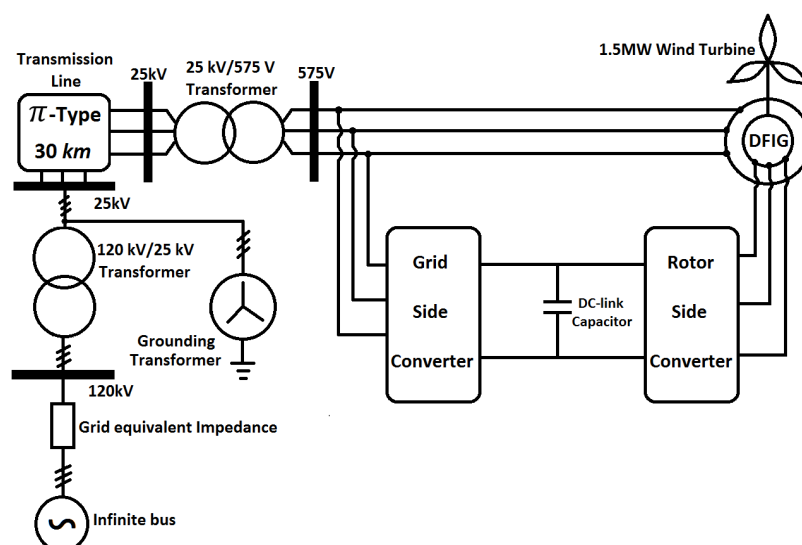 1.5MW Wind Turbine
Transmission
Line
25kV
25 kV/575 V
Transformer
575V
π-Type
30 km
DFIG
25kV
120 kV/25 kV
Transformer
Grid
Side
Converter
DC-link
Capacitor
Rotor
Side
Converter
Grounding
Transformer
120kV
Grid equivalent Impedance
Infinite bus